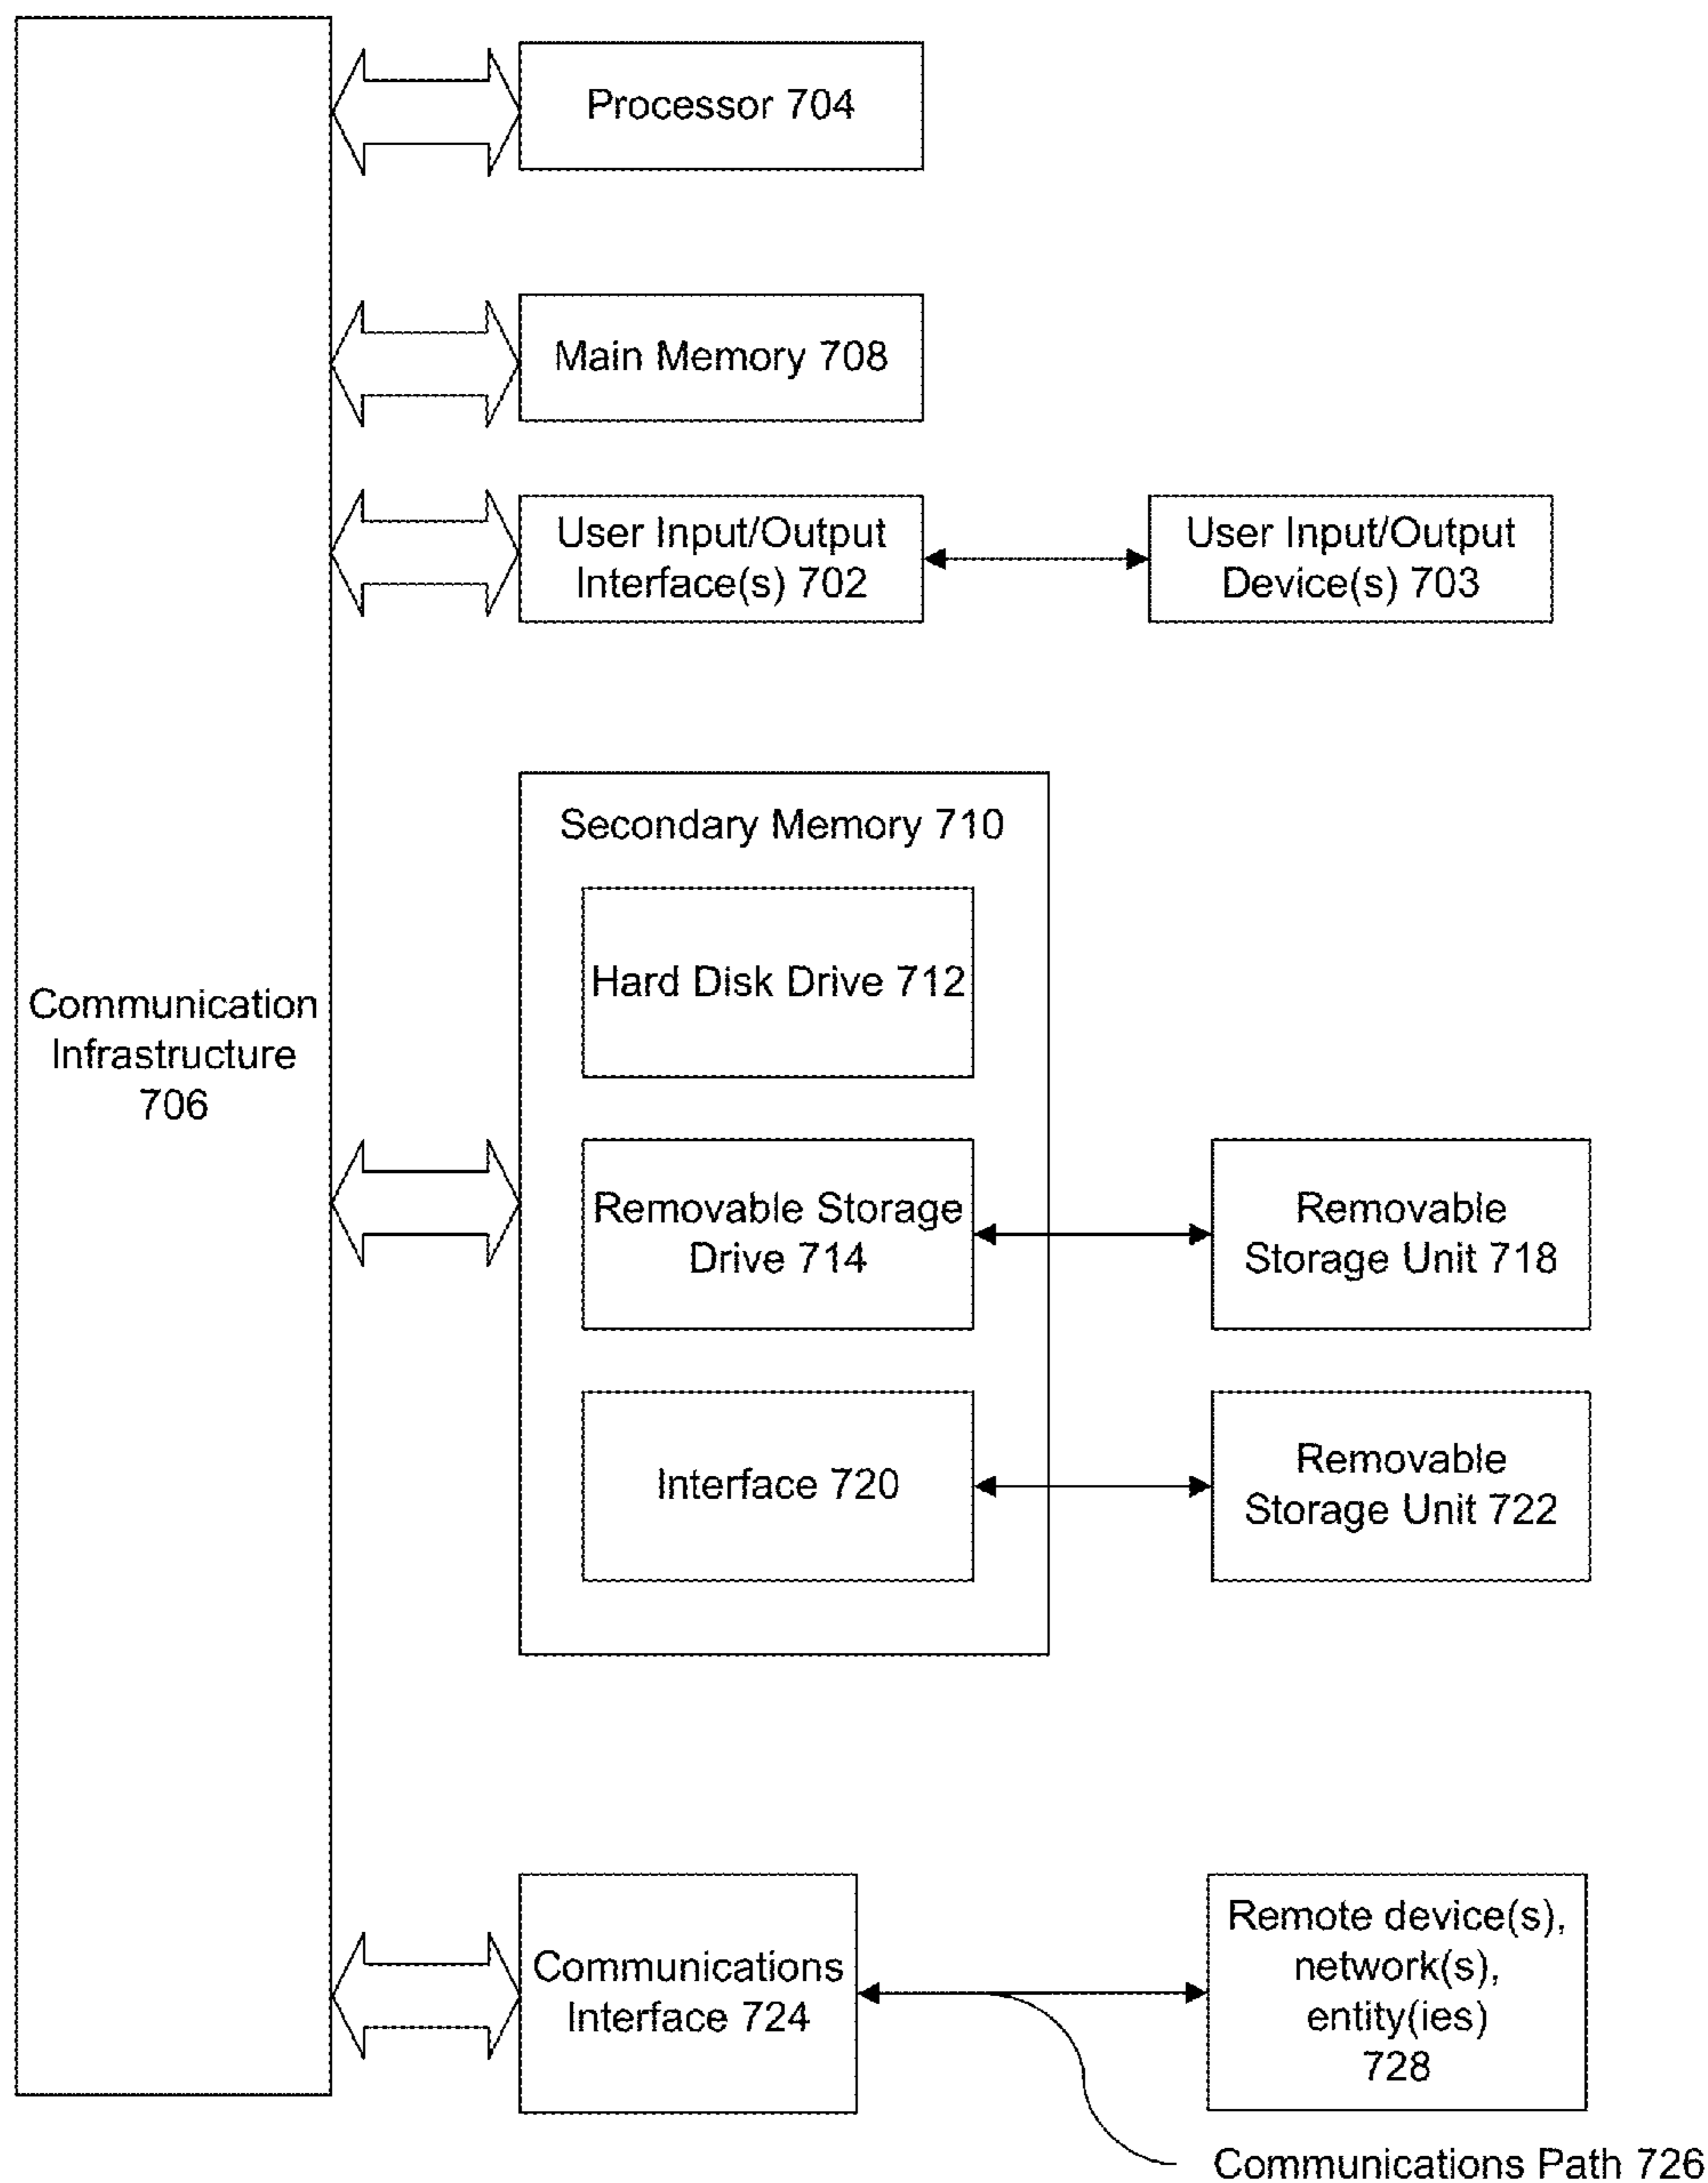 Processor 704
Main Memory 708
User Input/Output
Interface(s) 702
User Input/Output
Device(s) 703
Secondary Memory 710
Hard Disk Drive 712
Communication
Infrastructure
706
Removable Storage
Drive 714
Removable
Storage Unit 718
Interface 720
Removable
Storage Unit 722
Communications
Interface 724
Remote device(s),
network(s),
entity(ies)
728
Communications Path 726